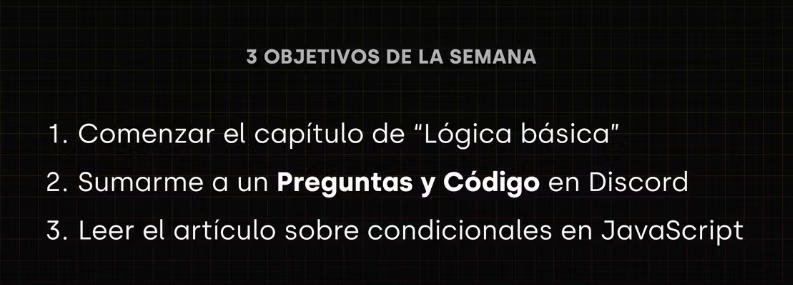 3 OBJETIVOS DE LA SEMANA
1. Comenzar el capítulo de “Lógica básica”
2. Sumarme a un Preguntas y Código en Discord
3. Leer el artículo sobre condicionales en JavaScript